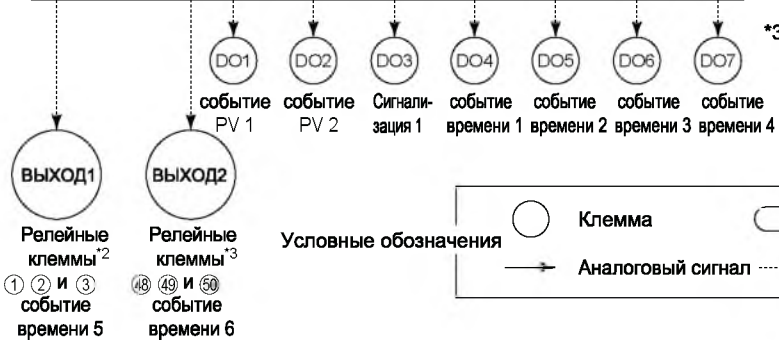 *3
DO1 DO2 DO3 DO4 DO5 DO6 DO7
событие PV 1
событие PV 2
Сигнали-
зация 1
событие времени 1
событие времени 2
событие времени 3
событие времени 4
ВЫХОД1
Релейные
клеммы*2
① ② и ③
событие
времени 5
ВЫХОД2
Релейные
клеммы*3
㊽ ㊾ и ㊿
событие
времени 6
Условные обозначения
Клемма
Аналоговый сигнал